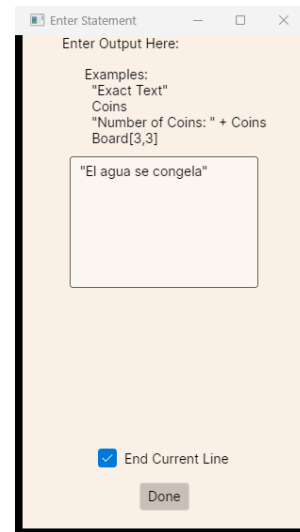 Enter Statement
Enter Output Here:
Examples:
"Exact Text"
Coins
"Number of Coins: " + Coins
Board[3,3]
"El agua se congela"
End Current Line
Done